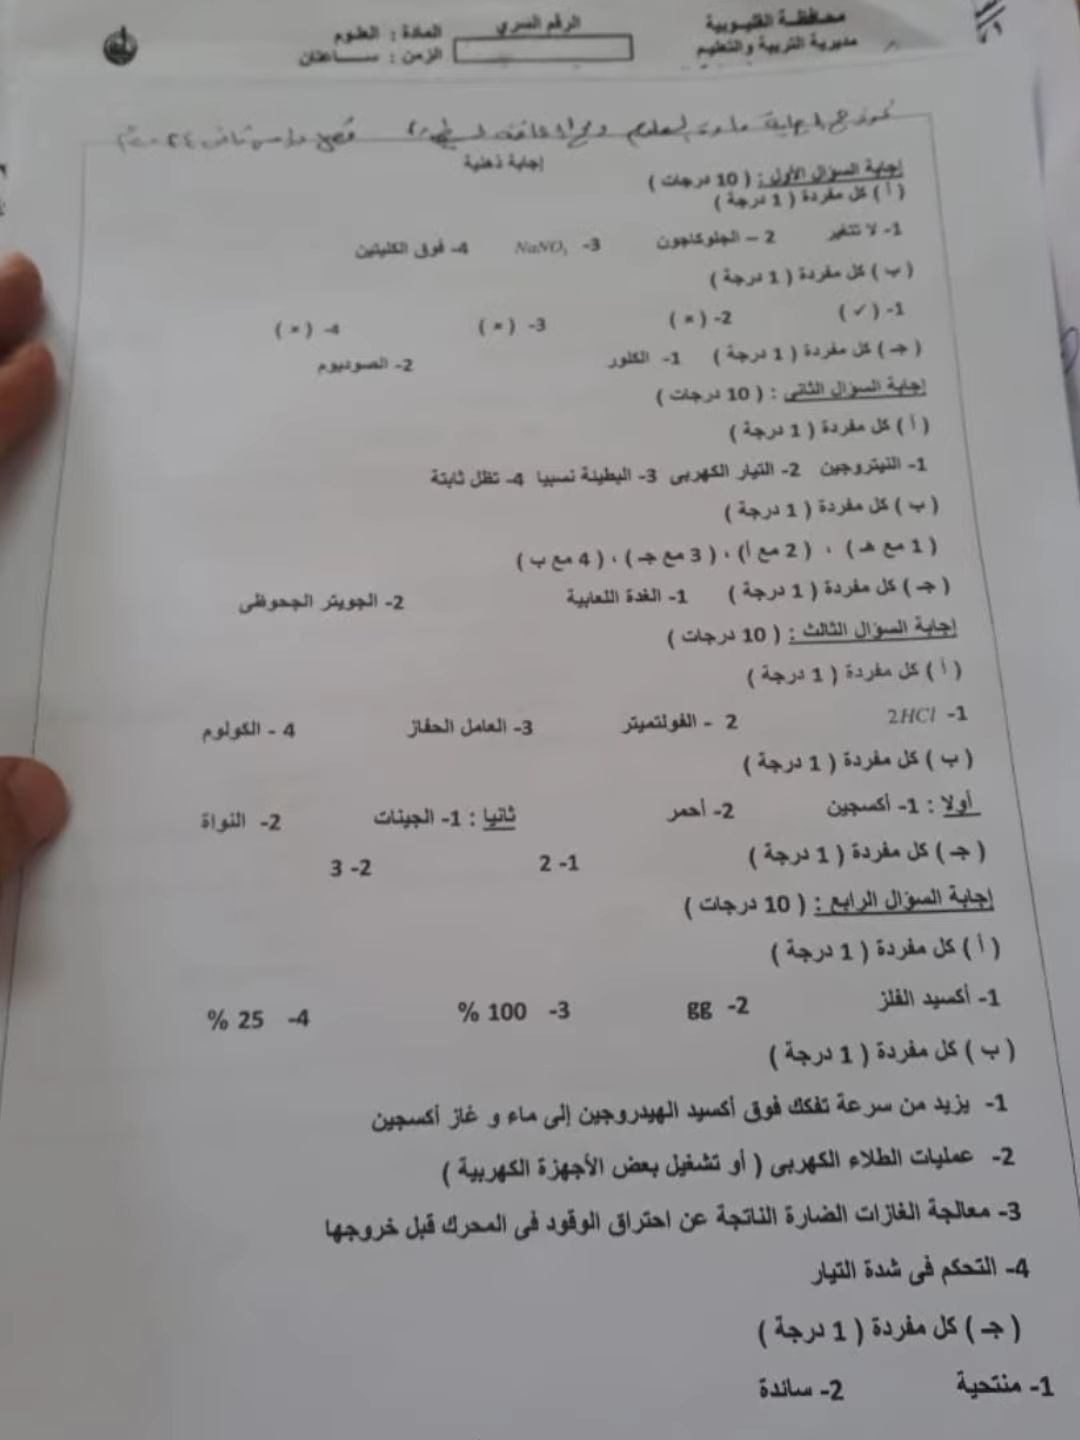 محافظة القليوبية
مديرية التربية والتعليم
الرقم السري
المادة : العلوم
الزمن : ساعتان
نموذج إجابة مادة العلوم
إجابة ذهنية
إجابة السؤال الأول : ( 10 درجات )
( أ ) كل مفردة ( 1 درجة )
1- لا تتغير 2 – الجلوكاجون 3- NaNO₃ 4- فوق الكليتين
( ب ) كل مفردة ( 1 درجة )
1- ( ✓ ) 2- ( × ) 3- ( × ) 4- ( × )
( جـ ) كل مفردة ( 1 درجة ) 1- الكلور 2- الصوديوم
إجابة السؤال الثانى : ( 10 درجات )
( أ ) كل مفردة ( 1 درجة )
1- النيتروجين 2- التيار الكهربى 3- البطيئة نسبيا 4- تظل ثابتة
( ب ) كل مفردة ( 1 درجة )
( 1 مع هـ ) ، ( 2 مع أ) ، ( 3 مع جـ ) ، ( 4 مع ب )
( جـ ) كل مفردة ( 1 درجة ) 1- الغدة اللعابية 2- الجويتر الجحوظى
إجابة السؤال الثالث : ( 10 درجات )
( أ ) كل مفردة ( 1 درجة )
1- 2HCl 2 - الفولتميتر 3- العامل الحفاز 4 - الكولوم
( ب ) كل مفردة ( 1 درجة )
أولا : 1- أكسجين 2- أحمر ثانيا : 1- الجينات 2- النواة
( جـ ) كل مفردة ( 1 درجة ) 1- 2 2- 3
إجابة السؤال الرابع : ( 10 درجات )
( أ ) كل مفردة ( 1 درجة )
1- أكسيد الفلز 2- gg 3- 100 % 4- 25 %
( ب ) كل مفردة ( 1 درجة )
1- يزيد من سرعة تفكك فوق أكسيد الهيدروجين إلى ماء و غاز أكسجين
2- عمليات الطلاء الكهربى ( أو تشغيل بعض الأجهزة الكهربية )
3- معالجة الغازات الضارة الناتجة عن احتراق الوقود فى المحرك قبل خروجها
4- التحكم فى شدة التيار
( جـ ) كل مفردة ( 1 درجة )
1- منتحية 2- سائدة